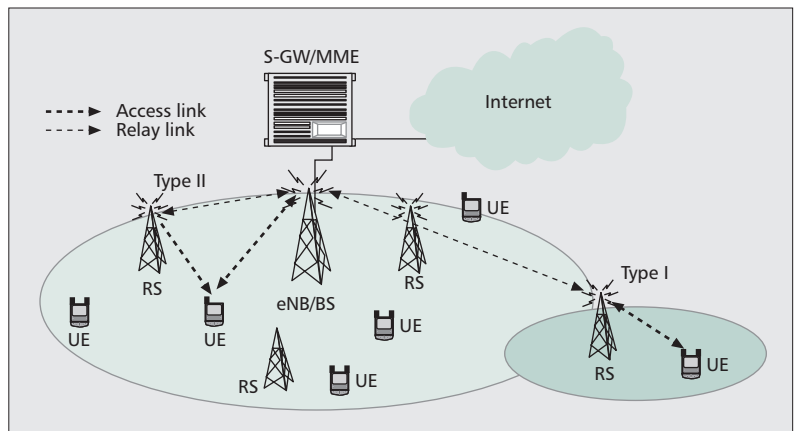 S-GW/MME
Internet
Access link
Relay link
Type II
UE
RS
RS
eNB/BS
Type I
UE
UE
UE
RS
UE
RS
UE